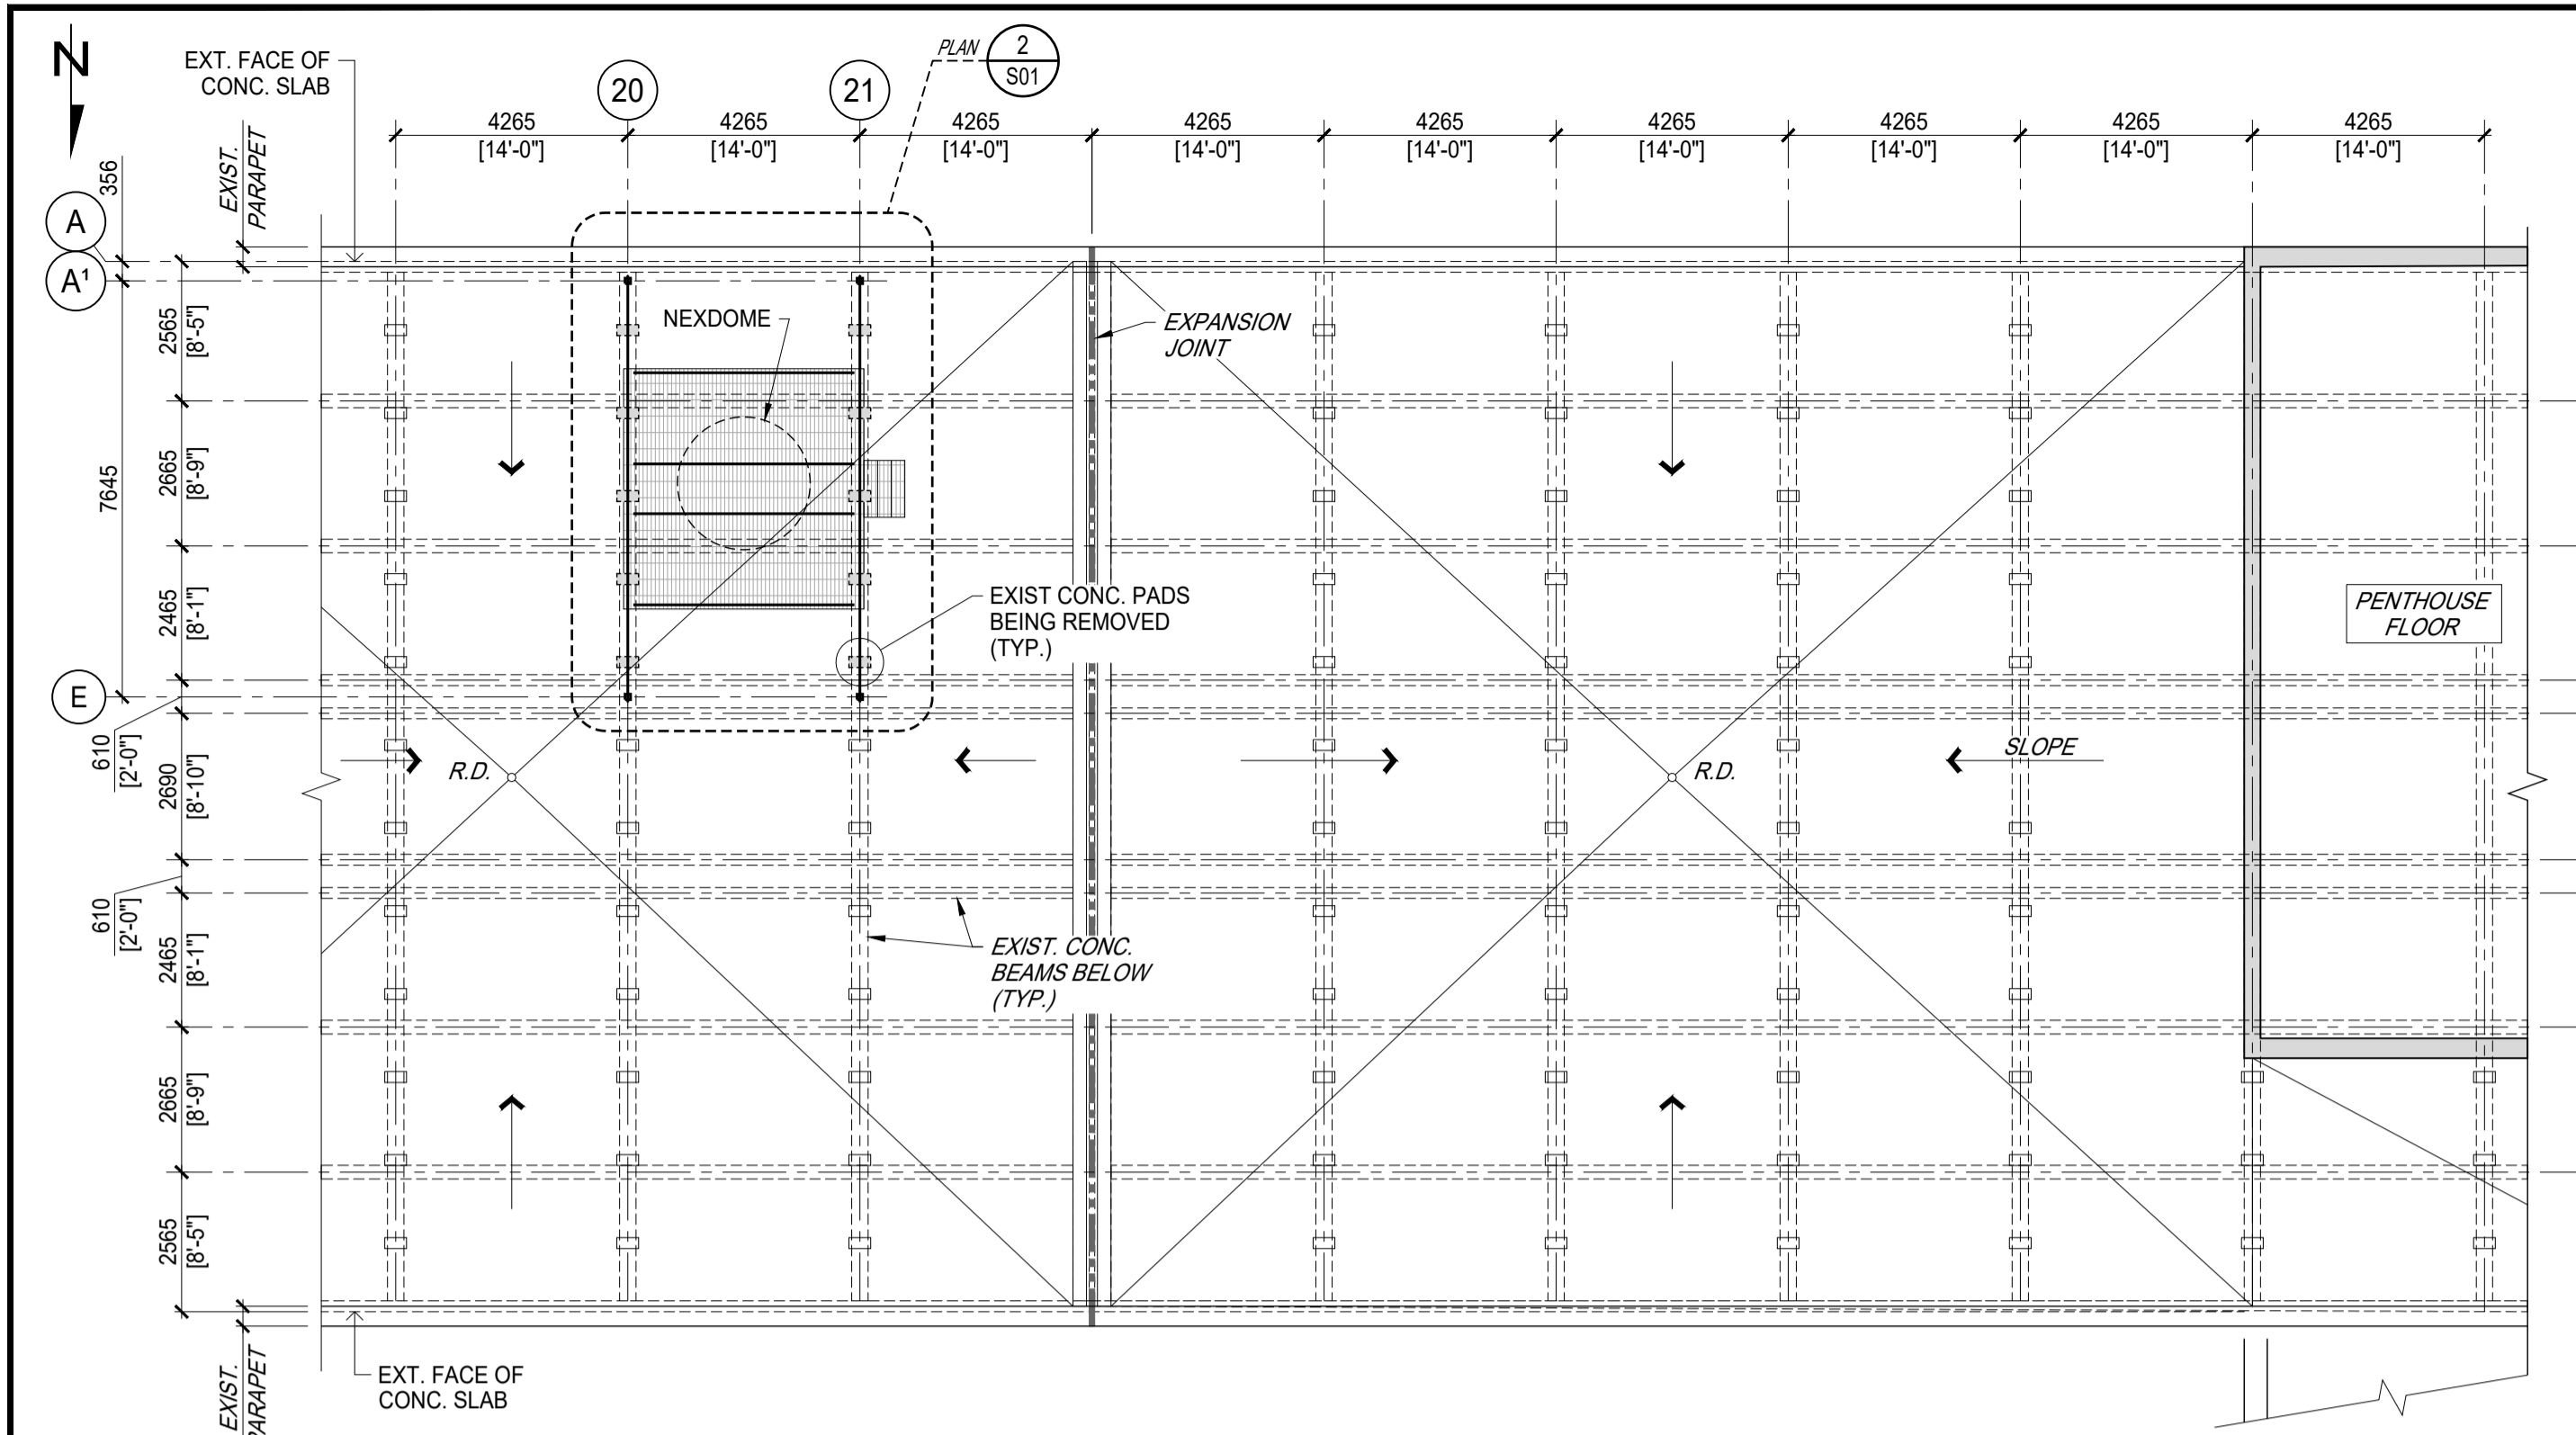 N
EXT. FACE OF
CONC. SLAB
20
21
PLAN
2
S01
4265
[14'-0"]
4265
[14'-0"]
4265
[14'-0"]
4265
[14'-0"]
4265
[14'-0"]
4265
[14'-0"]
4265
[14'-0"]
4265
[14'-0"]
4265
[14'-0"]
356
EXIST.
PARAPET
A
A¹
NEXDOME
EXPANSION
JOINT
2565
[8'-5"]
7645
2665
[8'-9"]
2465
[8'-1"]
EXIST CONC. PADS
BEING REMOVED
(TYP.)
PENTHOUSE
FLOOR
E
610
[2'-0"]
2690
[8'-10"]
R.D.
R.D.
SLOPE
610
[2'-0"]
2465
[8'-1"]
EXIST. CONC.
BEAMS BELOW
(TYP.)
2665
[8'-9"]
2565
[8'-5"]
EXIST.
PARAPET
EXT. FACE OF
CONC. SLAB